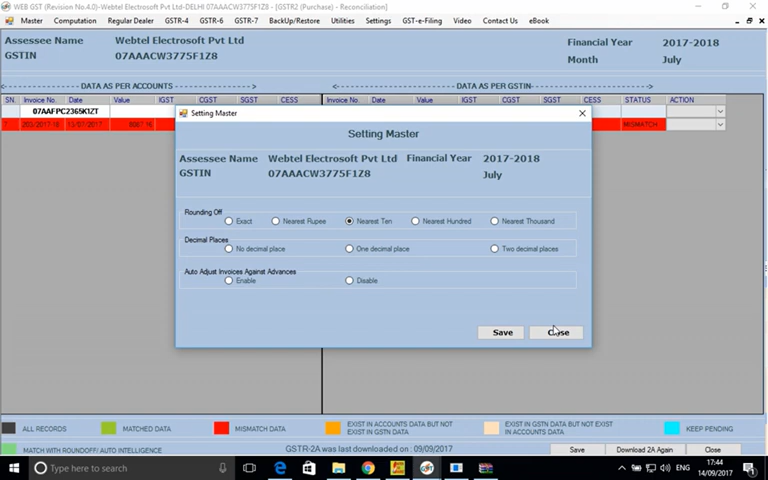 WEB GST (Revision No.4.0)-Webtel Electrosoft Pvt Ltd-DELHI 07AAACW3775F1Z8 - [GSTR2 (Purchase) - Reconciliation]
Master Computation Regular Dealer GSTR-4 GSTR-6 GSTR-7 BackUp/Restore Utilities Settings GST-e-Filing Video Contact Us eBook
Assessee Name Webtel Electrosoft Pvt Ltd Financial Year 2017-2018
GSTIN 07AAACW3775F1Z8 Month July
DATA AS PER ACCOUNTS DATA AS PER GSTIN
SN. Invoice No. Date Value IGST CGST SGST CESS Invoice No. Date Value IGST CGST SGST CESS STATUS ACTION
07AAFPC2365K1ZT
1 203/2017-18 13/07/2017 MISMATCH
Setting Master
Setting Master
Assessee Name Webtel Electrosoft Pvt Ltd Financial Year 2017-2018
GSTIN 07AAACW3775F1Z8 July
Rounding Off
Exact Nearest Rupee Nearest Ten Nearest Hundred Nearest Thousand
Decimal Places
No decimal place One decimal place Two decimal places
Auto Adjust Invoices Against Advances
Enable Disable
Save Close
ALL RECORDS MATCHED DATA MISMATCH DATA EXIST IN ACCOUNTS DATA BUT NOT EXIST IN GSTN DATA EXIST IN GSTN DATA BUT NOT EXIST IN ACCOUNTS DATA KEEP PENDING
MATCH WITH ROUNDOFF/ AUTO INTELLIGENCE GSTR-2A was last downloaded on : 09/09/2017 Save Download 2A Again Close
Type here to search ENG 17:44
14/09/2017